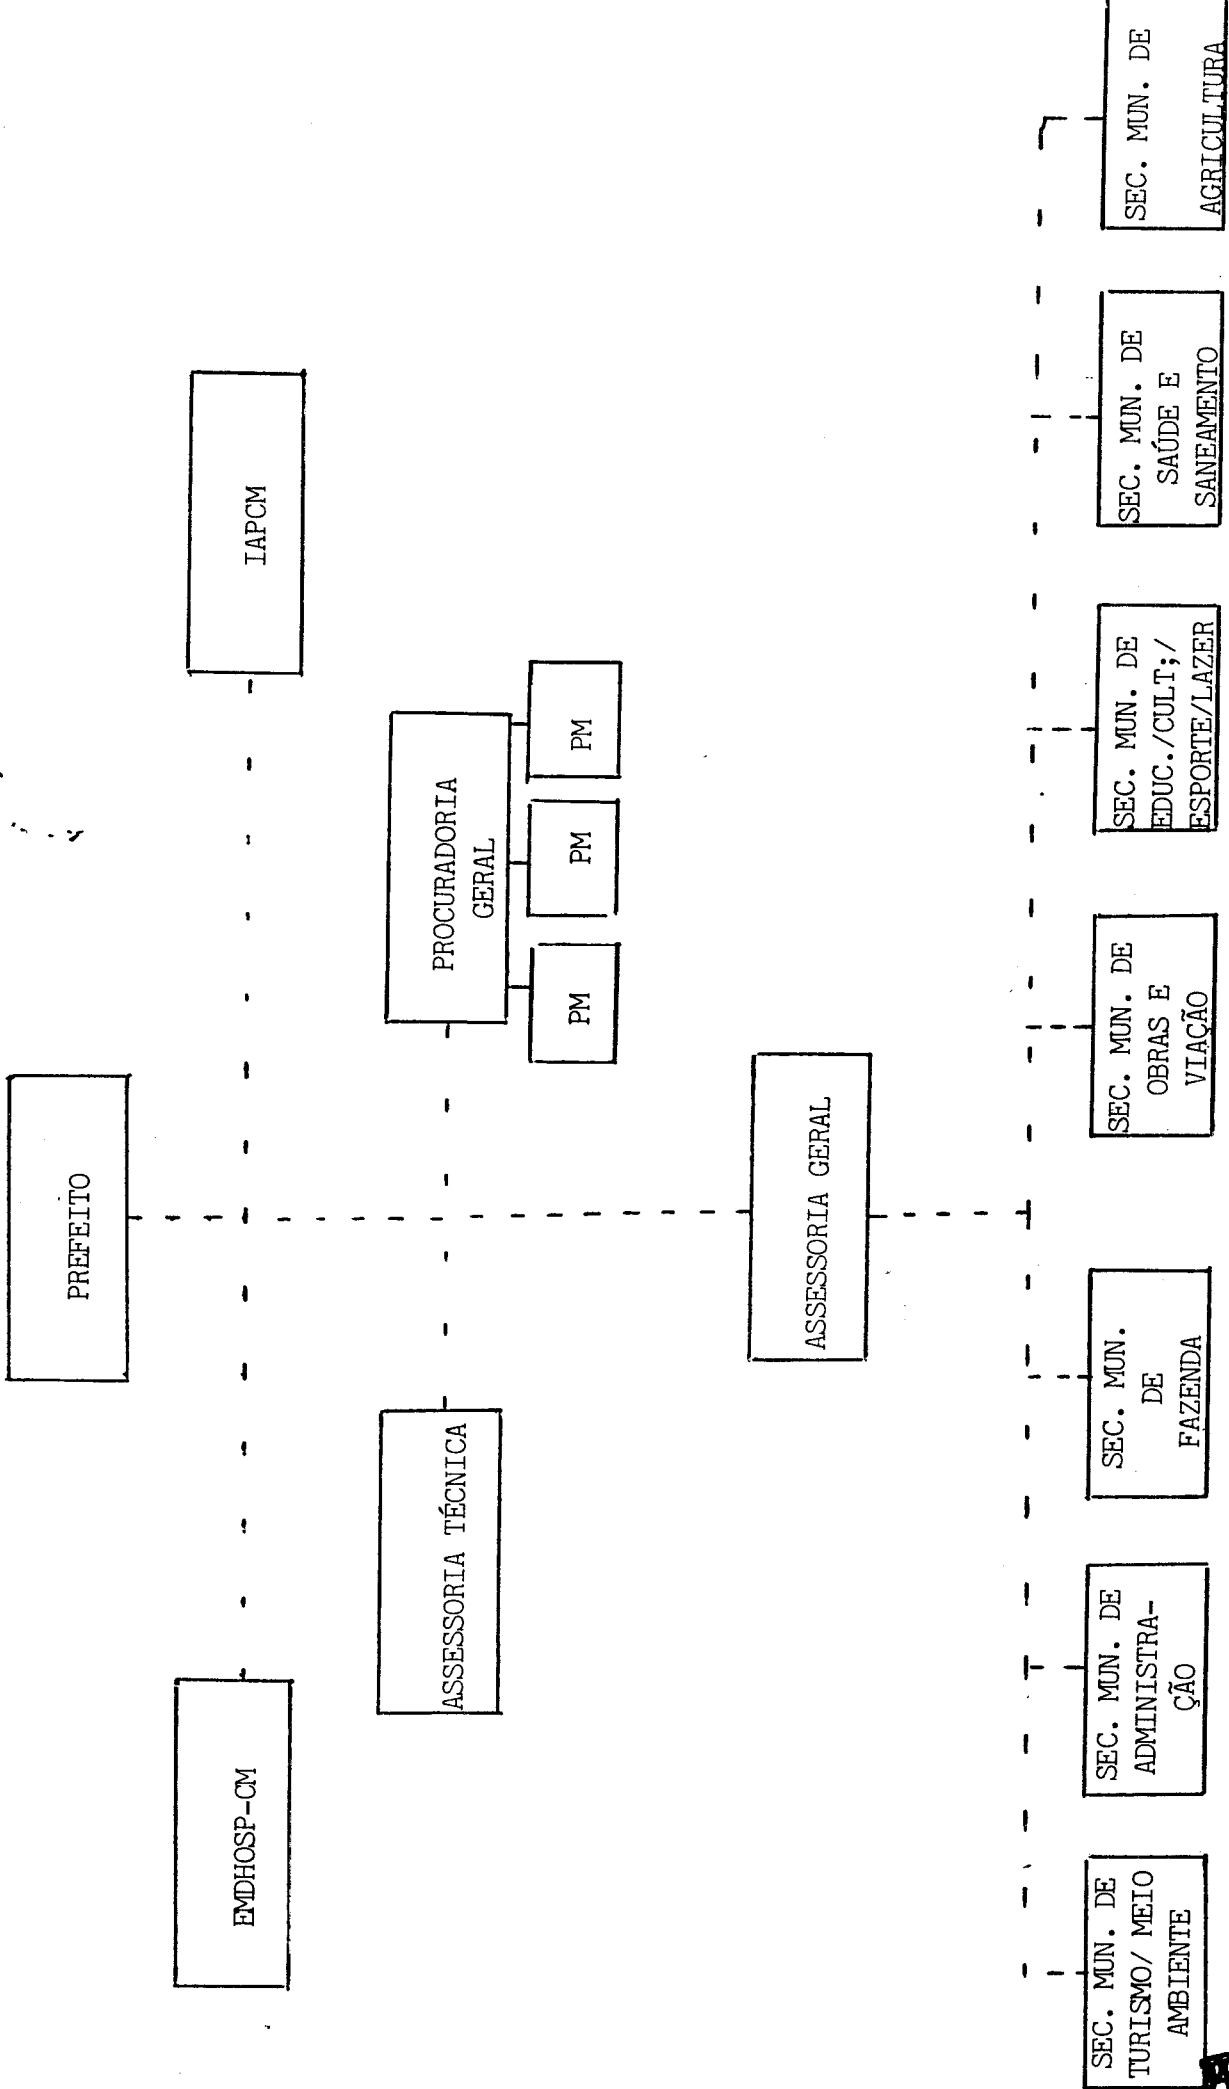 PREFEITO
EMDHOSP-CM
IAPCM
ASSESSORIA TÉCNICA
PROCURADORIA
GERAL
PM
PM
PM
ASSESSORIA GERAL
SEC. MUN. DE
TURISMO/ MEIO
AMBIENTE
SEC. MUN. DE
ADMINISTRA-
ÇÃO
SEC. MUN.
DE
FAZENDA
SEC. MUN. DE
OBRAS E
VIAÇÃO
SEC. MUN. DE
EDUC./CULT;/
ESPORTE/LAZER
SEC. MUN. DE
SAÚDE E
SANEAMENTO
SEC. MUN. DE
AGRICULTURA